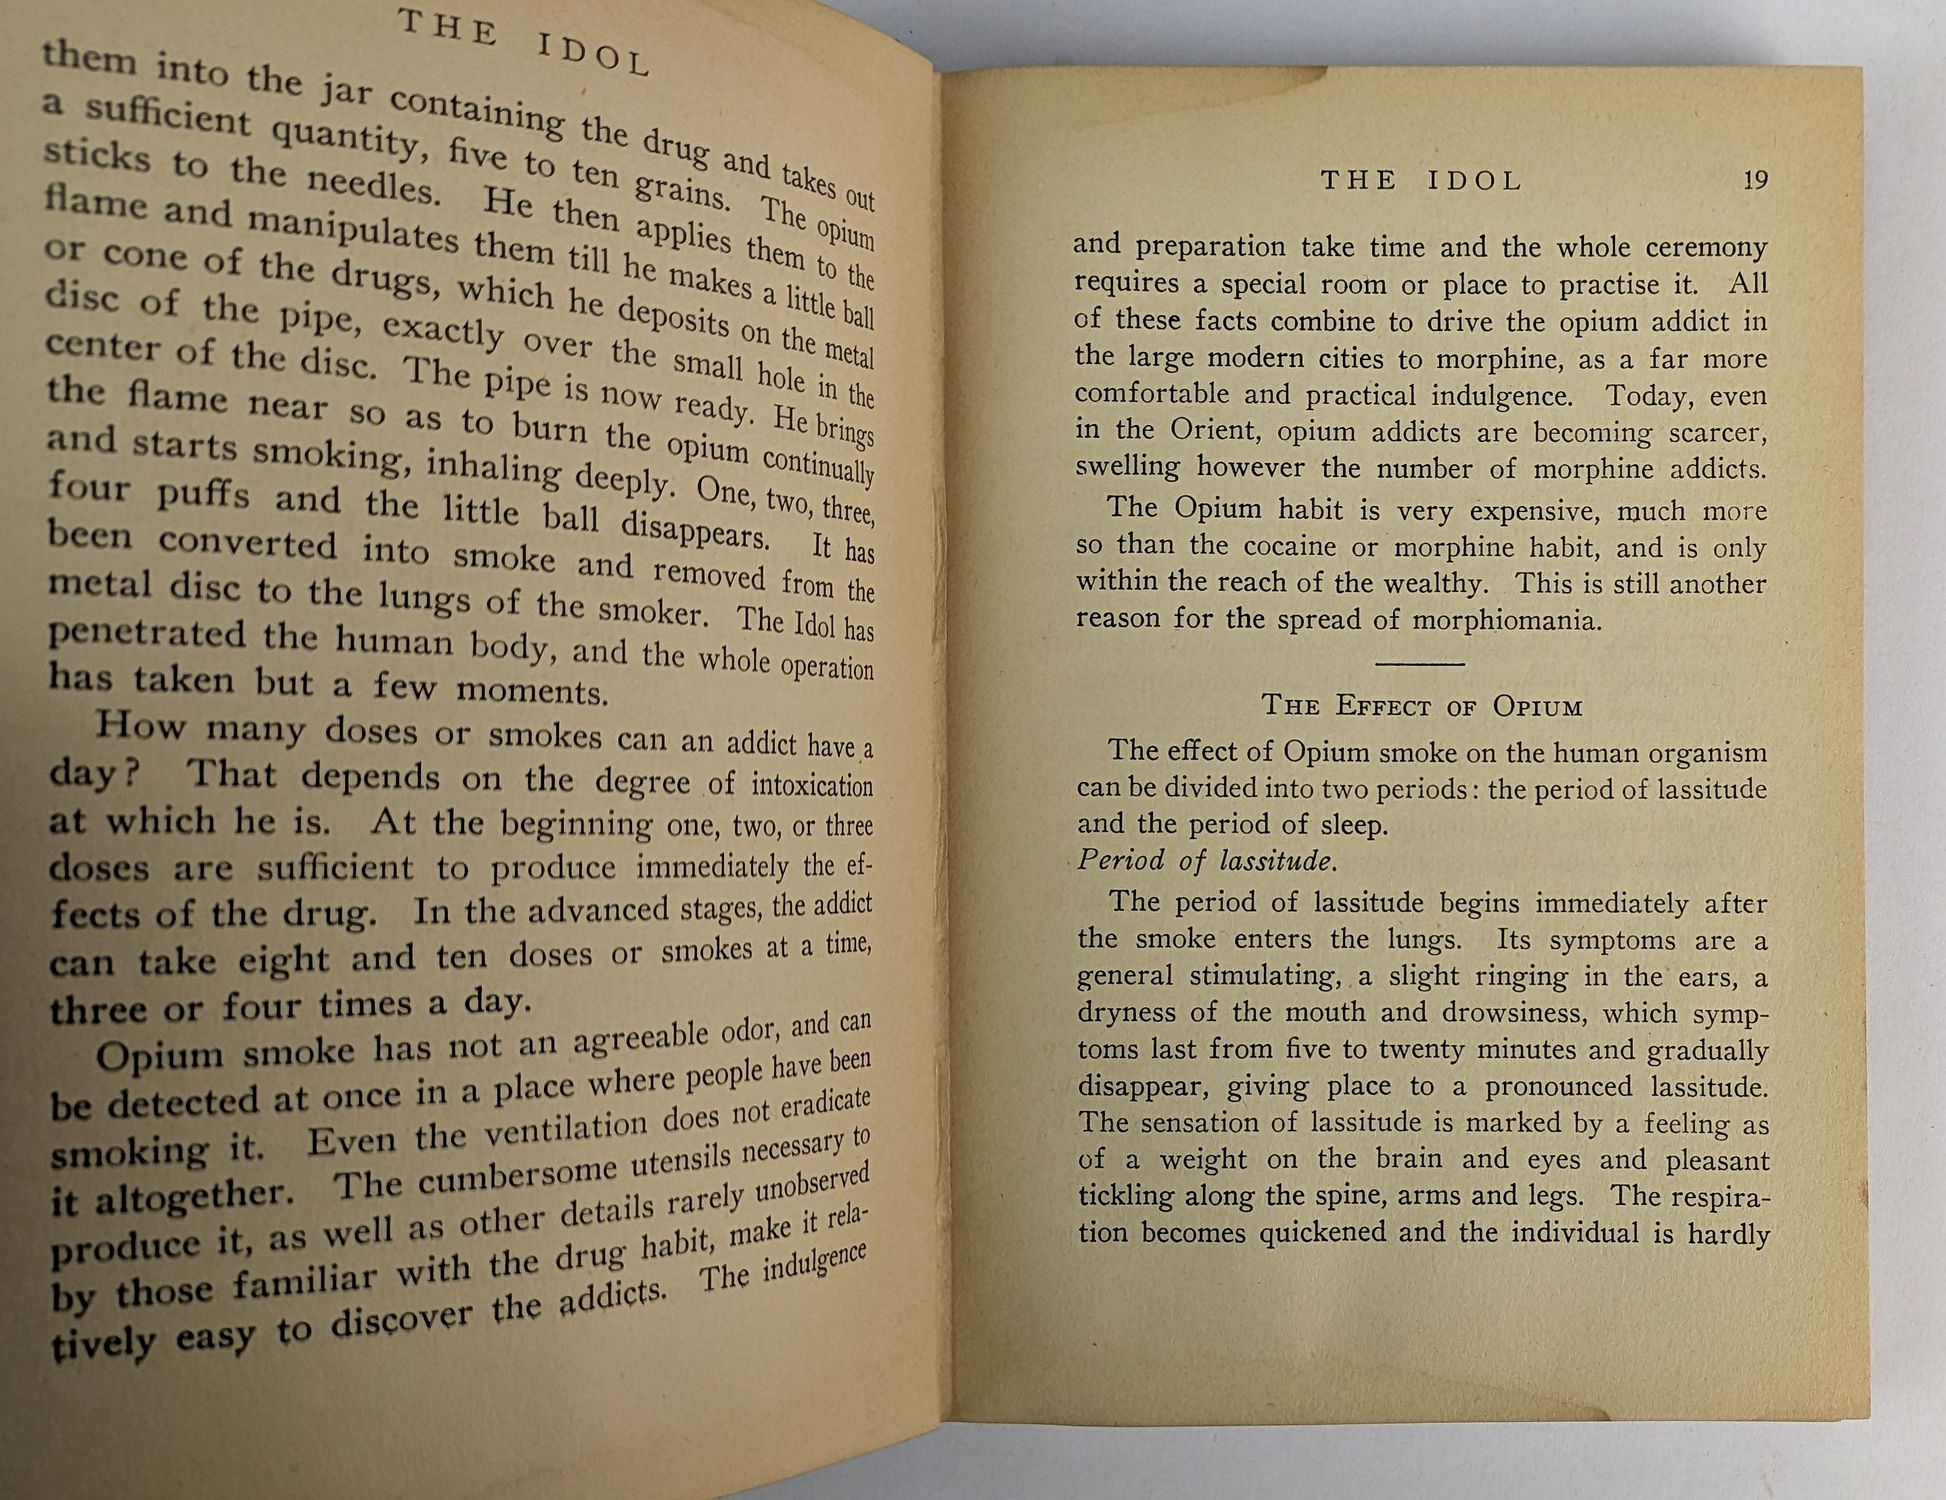 THE IDOL
them into the jar containing the drug and takes out
a sufficient quantity, five to ten grains. The opium
sticks to the needles. He then applies them to the
flame and manipulates them till he makes a little ball
or cone of the drugs, which he deposits on the metal
disc of the pipe, exactly over the small hole in the
center of the disc. The pipe is now ready. He brings
the flame near so as to burn the opium continually
and starts smoking, inhaling deeply. One, two, three,
four puffs and the little ball disappears. It has
been converted into smoke and removed from the
metal disc to the lungs of the smoker. The Idol has
penetrated the human body, and the whole operation
has taken but a few moments.
How many doses or smokes can an addict have a
day? That depends on the degree of intoxication
at which he is. At the beginning one, two, or three
doses are sufficient to produce immediately the ef-
fects of the drug. In the advanced stages, the addict
can take eight and ten doses or smokes at a time,
three or four times a day.
Opium smoke has not an agreeable odor, and can
be detected at once in a place where people have been
smoking it. Even the ventilation does not eradicate
it altogether. The cumbersome utensils necessary to
produce it, as well as other details rarely unobserved
by those familiar with the drug habit, make it rela-
tively easy to discover the addicts. The indulgence
THE IDOL 19
and preparation take time and the whole ceremony
requires a special room or place to practise it. All
of these facts combine to drive the opium addict in
the large modern cities to morphine, as a far more
comfortable and practical indulgence. Today, even
in the Orient, opium addicts are becoming scarcer,
swelling however the number of morphine addicts.
The Opium habit is very expensive, much more
so than the cocaine or morphine habit, and is only
within the reach of the wealthy. This is still another
reason for the spread of morphiomania.
THE EFFECT OF OPIUM
The effect of Opium smoke on the human organism
can be divided into two periods: the period of lassitude
and the period of sleep.
Period of lassitude.
The period of lassitude begins immediately after
the smoke enters the lungs. Its symptoms are a
general stimulating, a slight ringing in the ears, a
dryness of the mouth and drowsiness, which symp-
toms last from five to twenty minutes and gradually
disappear, giving place to a pronounced lassitude.
The sensation of lassitude is marked by a feeling as
of a weight on the brain and eyes and pleasant
tickling along the spine, arms and legs. The respira-
tion becomes quickened and the individual is hardly